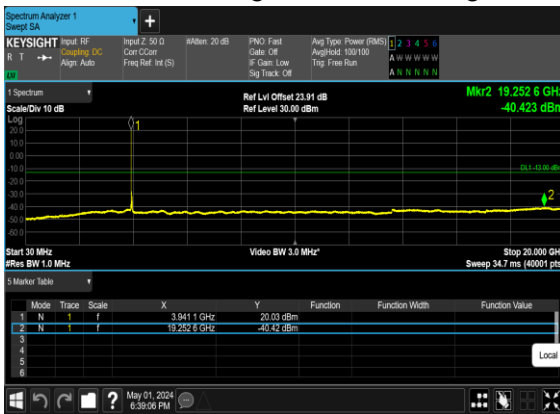 Spectrum Analyzer 1
Swept SA
KEYSIGHT Input: RF Input Z: 50 Ω #Atten: 20 dB PNO: Fast Avg Type: Power (RMS) 1 2 3 4 5 6
R T Coupling: DC Corr CCorr Gate: Off Avg|Hold: 100/100 A W W W W W
Align: Auto Freq Ref: Int (S) IF Gain: Low Trig: Free Run
Sig Track: Off A N N N N N
LV
1 Spectrum Ref Lvl Offset 23.91 dB Mkr2 19.252 6 GHz
Scale/Div 10 dB Ref Level 30.00 dBm -40.423 dBm
Log
20.0
10.0
0.00
-10.0
-20.0
-30.0
-40.0
-50.0
-60.0
1
DL1 -13.00 dBm
2
Start 30 MHz Video BW 3.0 MHz* Stop 20.000 GH
#Res BW 1.0 MHz Sweep 34.7 ms (40001 pts
5 Marker Table
Mode Trace Scale X Y Function Function Width Function Value
1 N 1 f 3.941 1 GHz 20.03 dBm
2 N 1 f 19.252 6 GHz -40.42 dBm
3
4
5
6
Local
May 01, 2024
6:39:06 PM